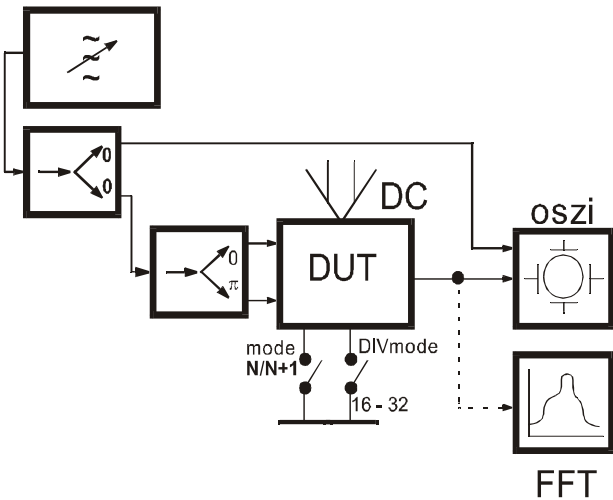 0
0
DC
oszi
0
π
DUT
mode
N/N+1
DIVmode
16 - 32
FFT